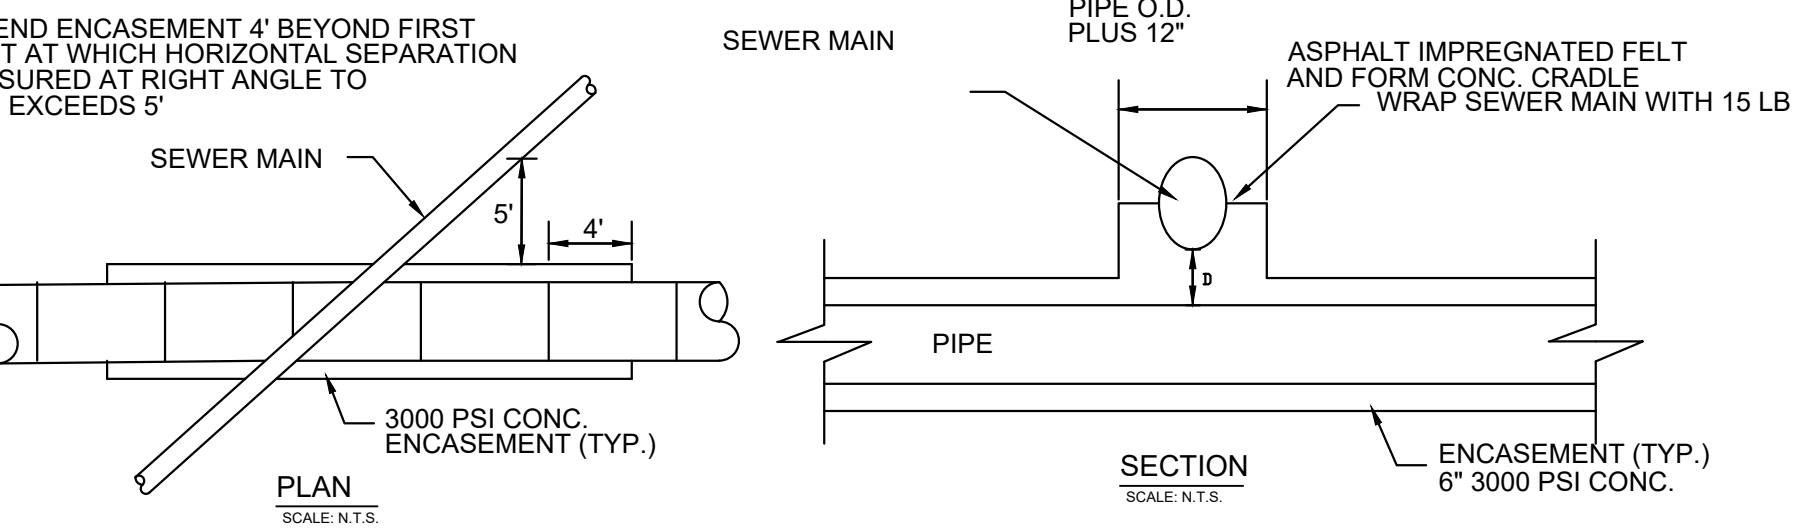 END ENCASEMENT 4' BEYOND FIRST
T AT WHICH HORIZONTAL SEPARATION
SURED AT RIGHT ANGLE TO
EXCEEDS 5'
SEWER MAIN
5'
4'
3000 PSI CONC.
ENCASEMENT (TYP.)
PLAN
SCALE: N.T.S.
SEWER MAIN
PIPE O.D.
PLUS 12"
ASPHALT IMPREGNATED FELT
AND FORM CONC. CRADLE
WRAP SEWER MAIN WITH 15 LB
D
PIPE
ENCASEMENT (TYP.)
6" 3000 PSI CONC.
SECTION
SCALE: N.T.S.